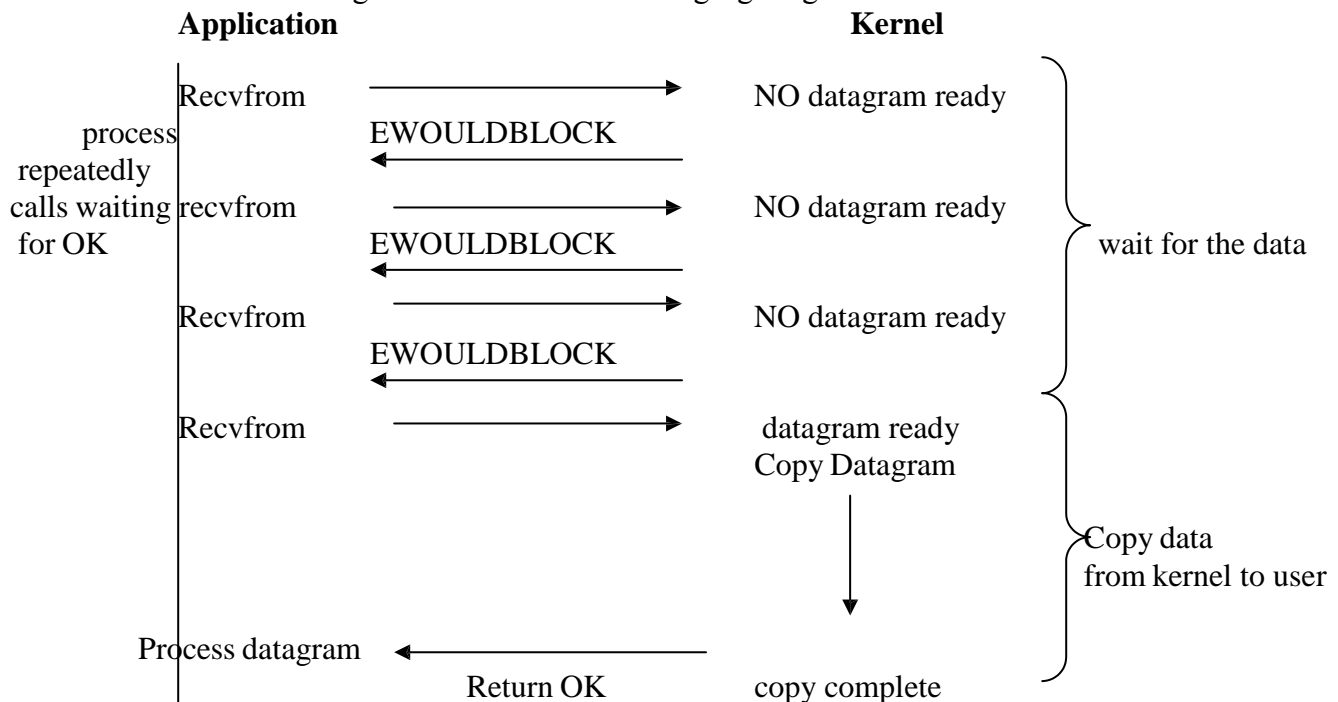 Application Kernel
Recvfrom NO datagram ready
process EWOULDBLOCK
repeatedly
calls waiting recvfrom NO datagram ready
for OK EWOULDBLOCK wait for the data
Recvfrom NO datagram ready
EWOULDBLOCK
Recvfrom datagram ready
Copy Datagram
Copy data
from kernel to user
Process datagram
Return OK copy complete